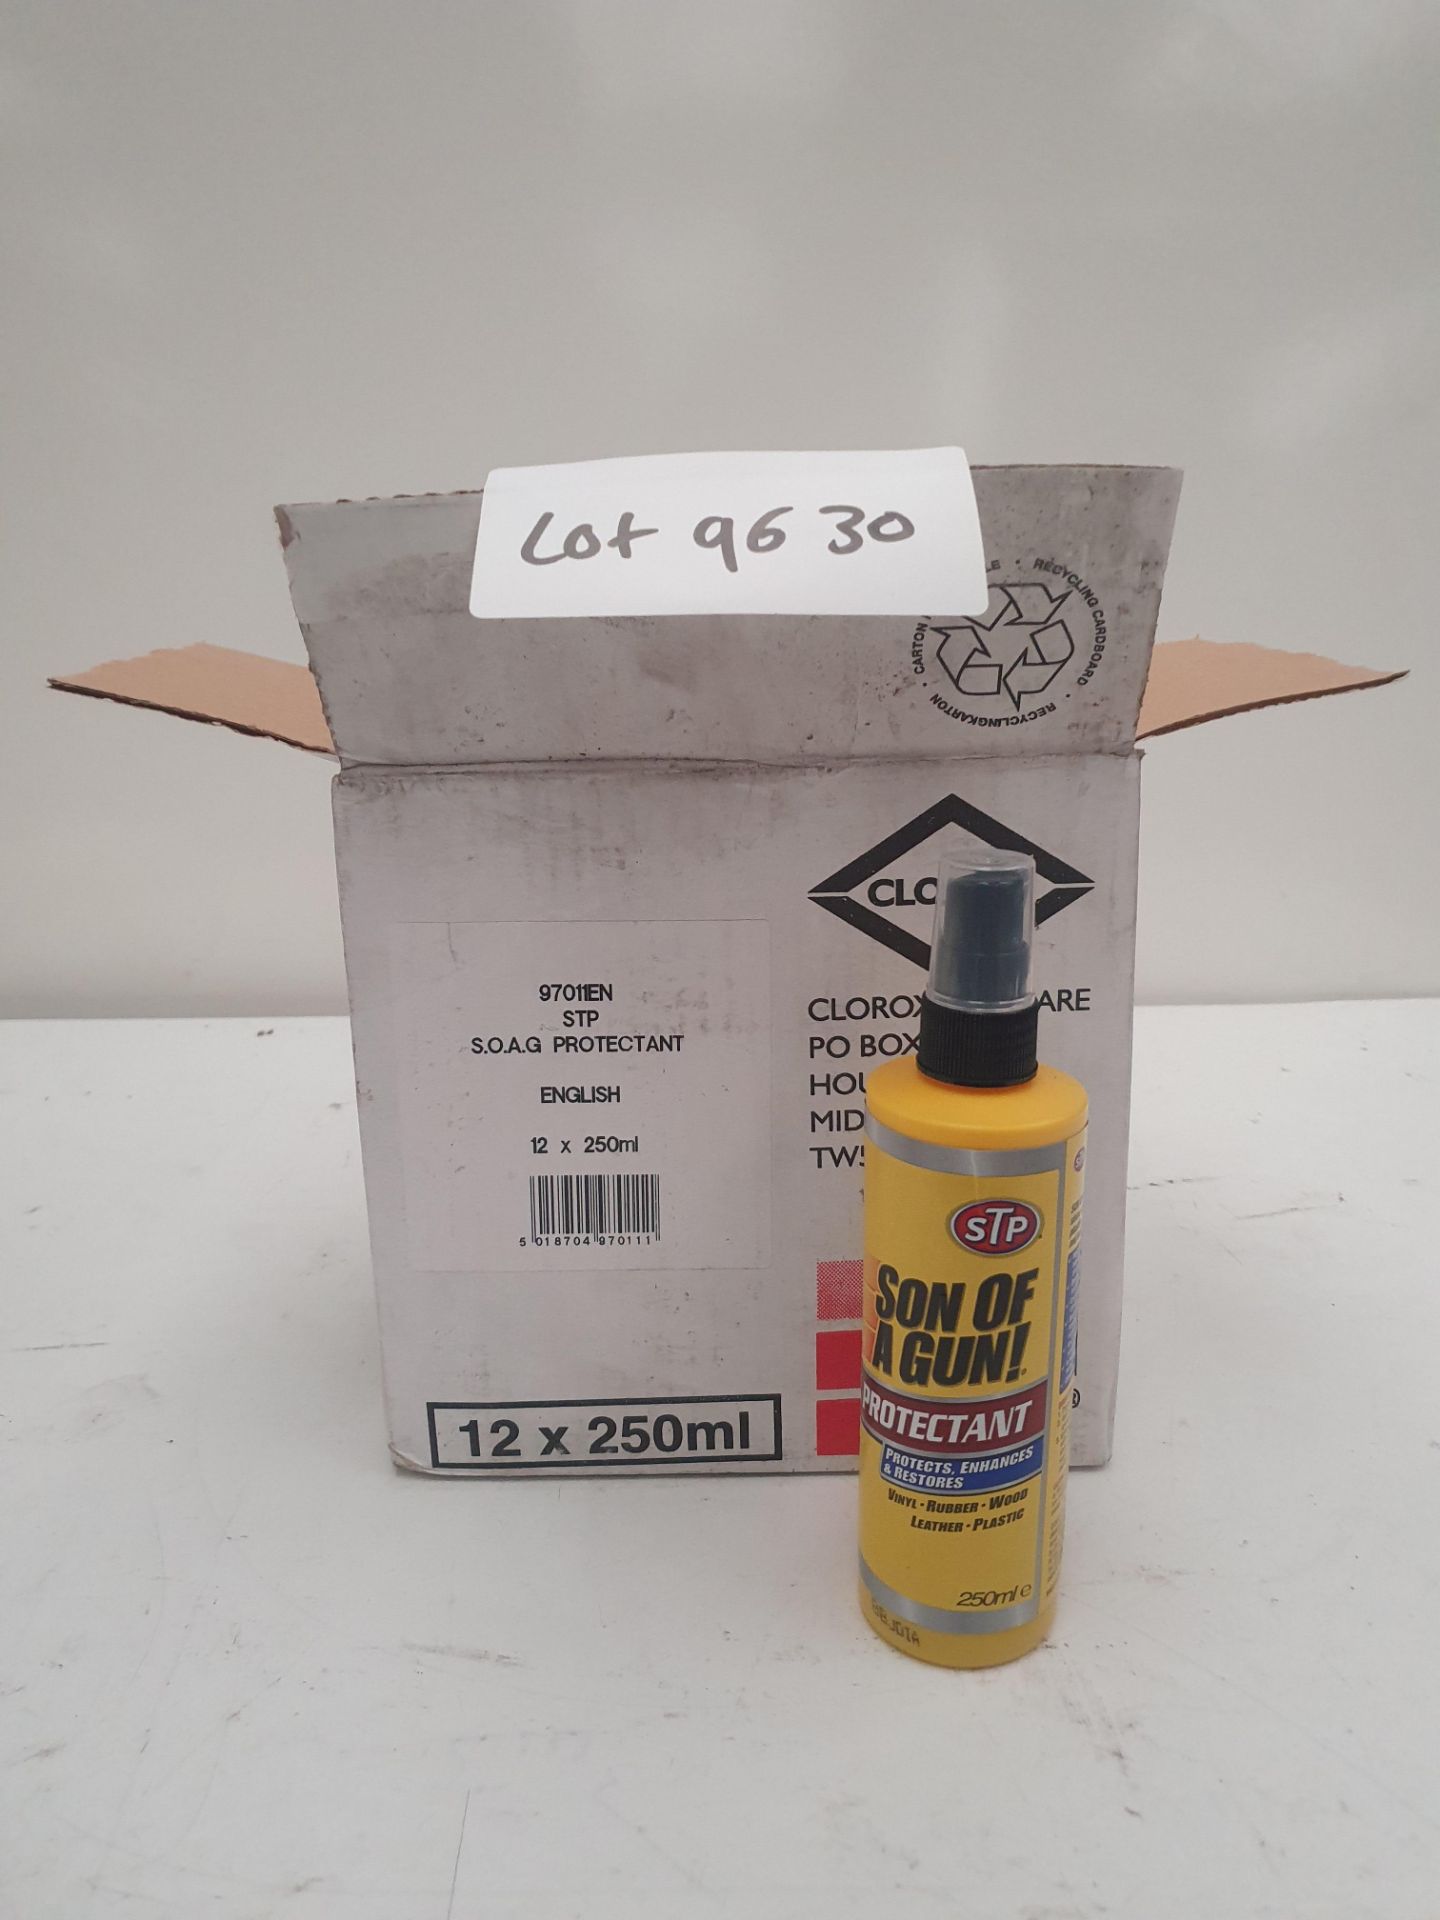 Lot 9630
RECYCLING CARDBOARD · RECYCLINGKARTON · CARTON
97011EN
STP
S.O.A.G PROTECTANT
ENGLISH
12 x 250ml
5 018704 970111
12 x 250ml
STP
SON OF
A GUN!
PROTECTANT
PROTECTS, ENHANCES
& RESTORES
VINYL · RUBBER · WOOD
LEATHER · PLASTIC
250ml e
PO BOX